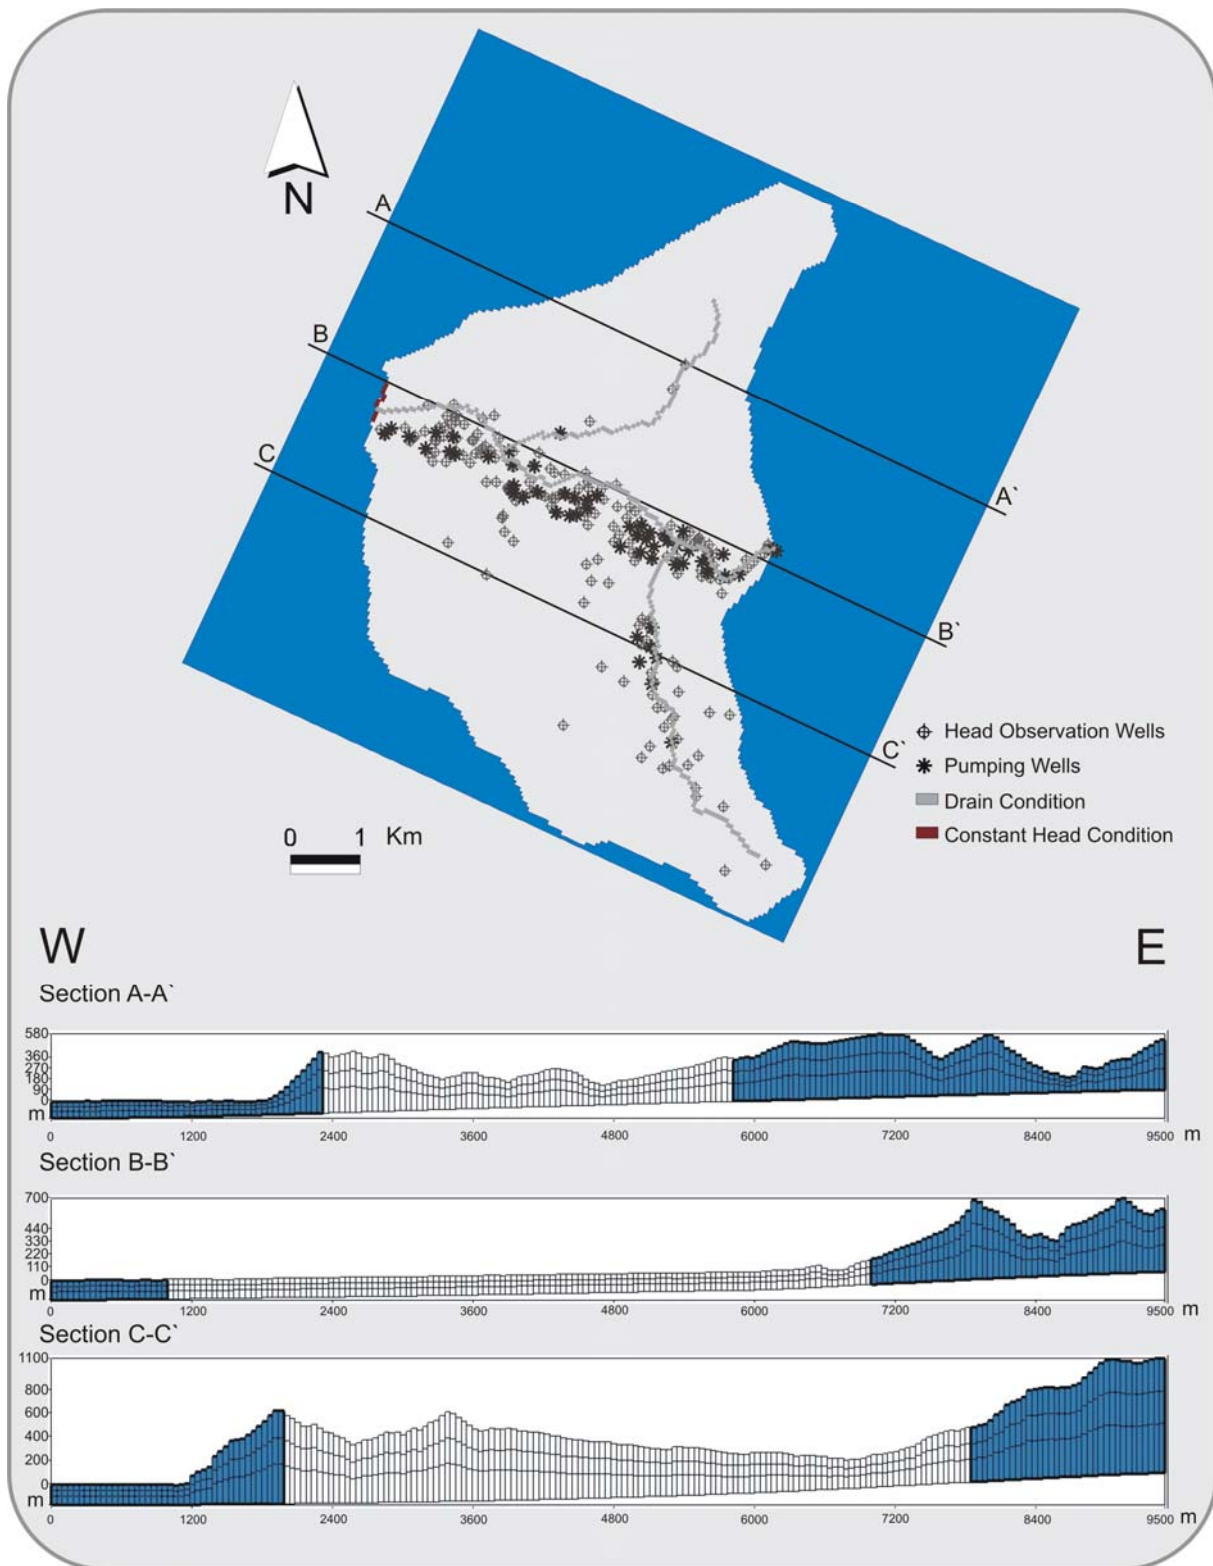 N
A
B
C
A`
B`
C`
Head Observation Wells
Pumping Wells
Drain Condition
Constant Head Condition
0 1 Km
W E
Section A-A`
580
360
270
180
90
0
m
0 1200 2400 3600 4800 6000 7200 8400 9500 m
Section B-B`
700
440
330
220
110
0
m
0 1200 2400 3600 4800 6000 7200 8400 9500 m
Section C-C`
1100
800
600
400
200
0
m
0 1200 2400 3600 4800 6000 7200 8400 9500 m